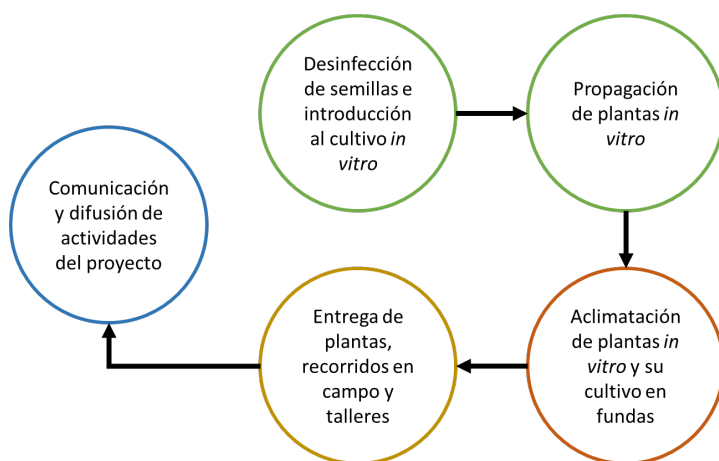 Desinfección
de semillas e
introducción
al cultivo in
vitro
Propagación
de plantas in
vitro
Aclimatación
de plantas in
vitro y su
cultivo en
fundas
Entrega de
plantas,
recorridos en
campo y
talleres
Comunicación
y difusión de
actividades
del proyecto